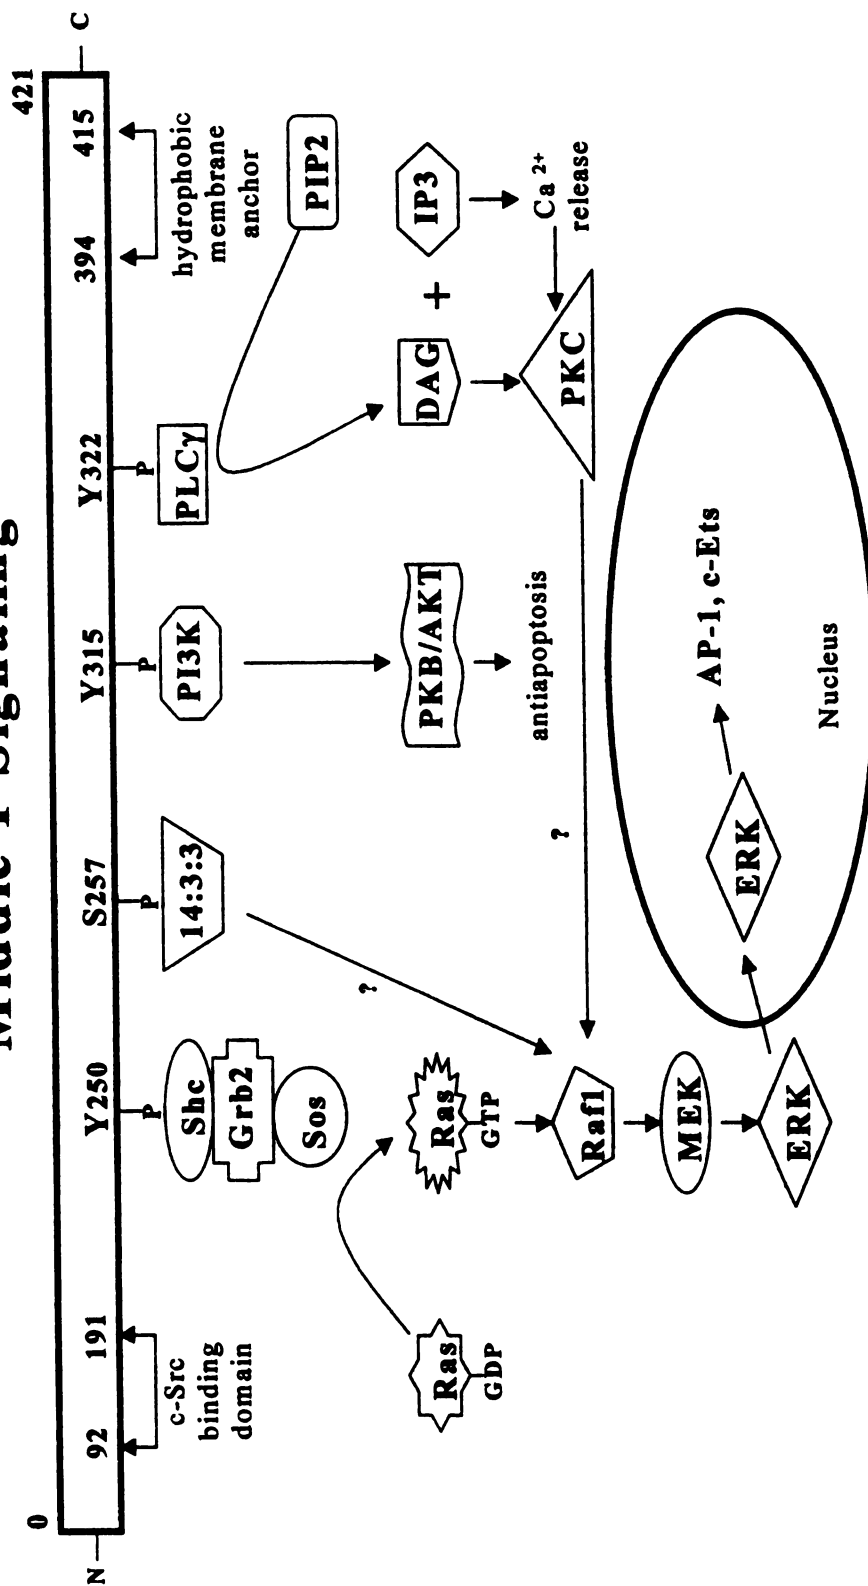 Middle T Signaling
0
421
N
C
92
191
Y250
S257
Y315
Y322
394
415
c-Src
binding
domain
hydrophobic
membrane
anchor
P
P
P
P
Shc
Grb2
Sos
14:3:3
PI3K
PLCγ
PIP2
Ras
GDP
Ras
GTP
?
PKB/AKT
antiapoptosis
DAG
+
IP3
Ca 2+
release
PKC
?
Raf1
MEK
ERK
ERK
AP-1, c-Ets
Nucleus